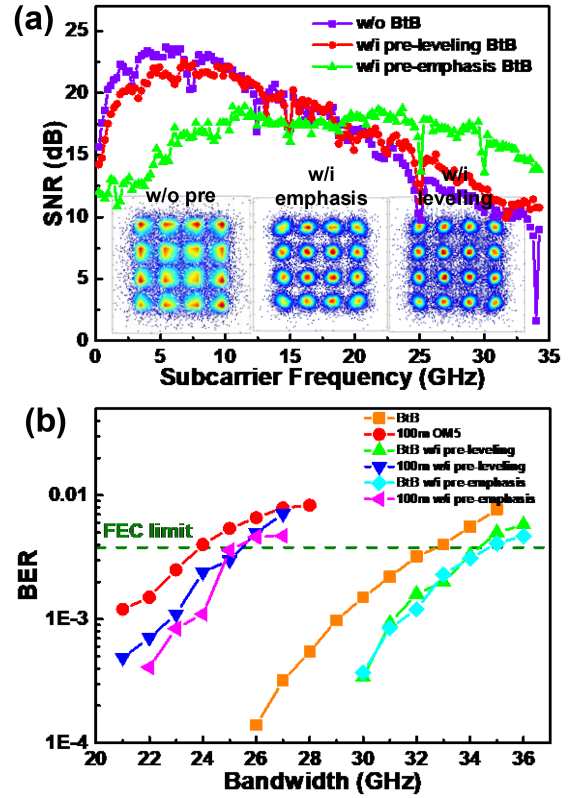 (a)
w/o BtB
w/i pre-leveling BtB
w/i pre-emphasis BtB
SNR (dB)
25
20
15
10
5
0
w/o pre
w/i
emphasis
w/i
leveling
0 5 10 15 20 25 30 35
Subcarrier Frequency (GHz)
(b)
BtB
100m OM5
BtB w/i pre-leveling
100m w/i pre-leveling
BtB w/i pre-emphasis
100m w/i pre-emphasis
BER
0.01
1E-3
1E-4
FEC limit
20 22 24 26 28 30 32 34 36
Bandwidth (GHz)